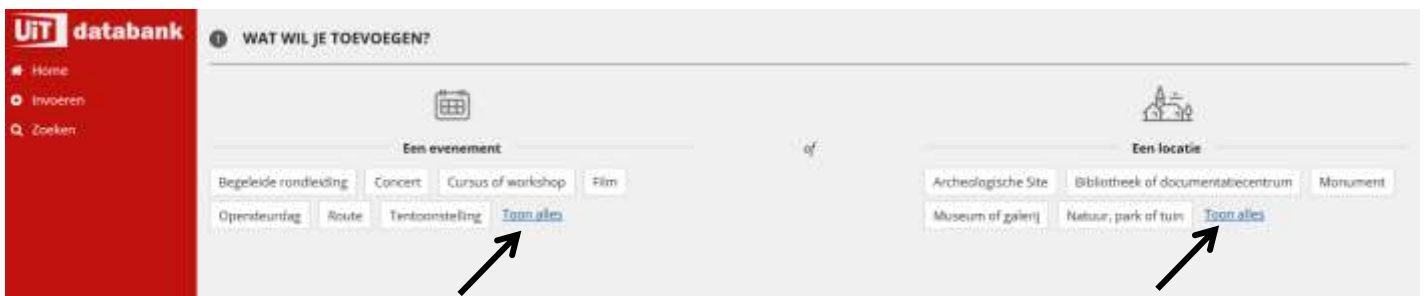 UiT databank
Home
Invoeren
Zoeken
1 WAT WIL JE TOEVOEGEN?
Een evenement
Begeleide rondleiding Concert Cursus of workshop Film
Opendeurdag Route Tentoonstelling Toon alles
of
Een locatie
Archeologische Site Bibliotheek of documentatiecentrum Monument
Museum of galerij Natuur, park of tuin Toon alles